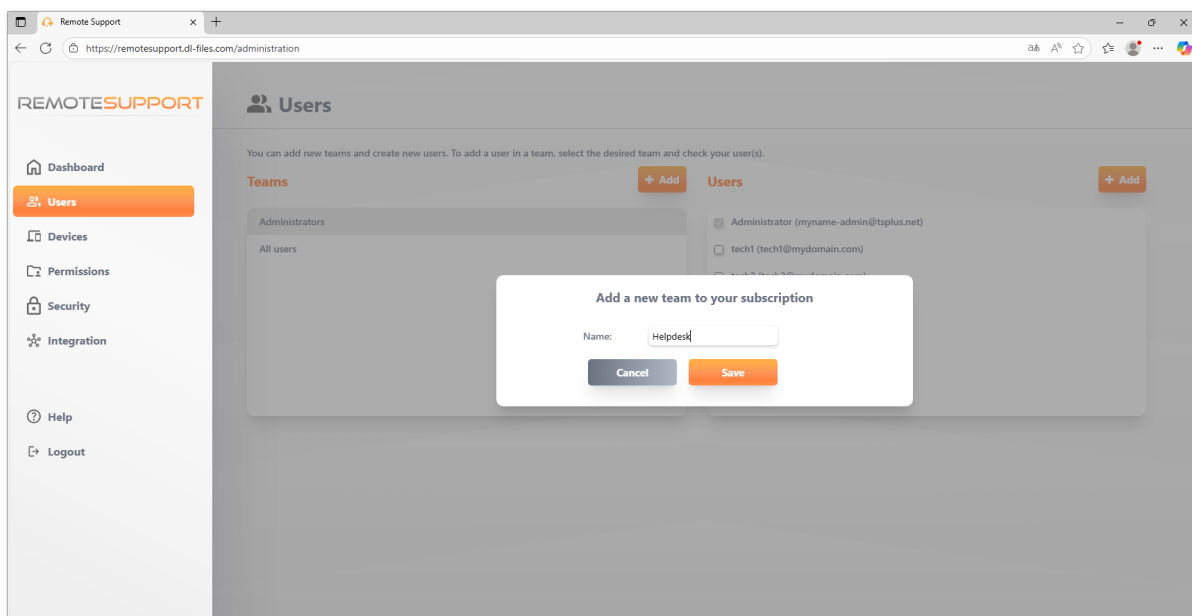 Remote Support
https://remotesupport.dl-files.com/administration
REMOTESUPPORT
Users
Dashboard
Users
Devices
Permissions
Security
Integration
Help
Logout
You can add new teams and create new users. To add a user in a team, select the desired team and check your user(s).
Teams
+ Add
Users
+ Add
Administrators
All users
Administrator (myname-admin@tsplus.net)
tech1 (tech1@mydomain.com)
Add a new team to your subscription
Name:
Helpdesk
Cancel
Save